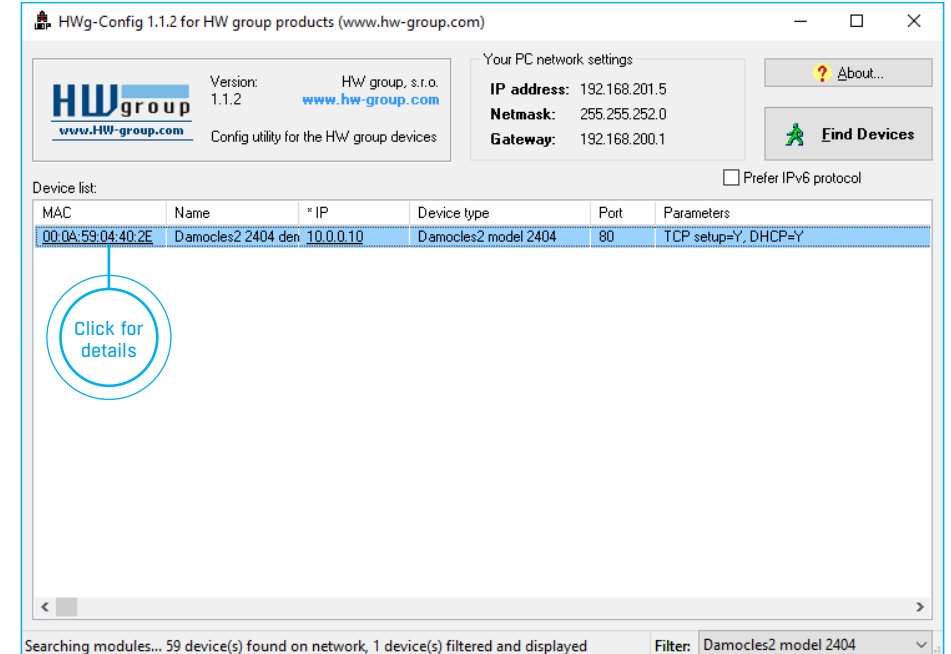 HWg-Config 1.1.2 for HW group products (www.hw-group.com)
HWgroup
www.HW-group.com
Version:
1.1.2
HW group, s.r.o.
www.hw-group.com
Config utility for the HW group devices
Your PC network settings
IP address: 192.168.201.5
Netmask: 255.255.252.0
Gateway: 192.168.200.1
? About...
Find Devices
Prefer IPv6 protocol
Device list:
MAC Name * IP Device type Port Parameters
00:0A:59:04:40:2E Damocles2 2404 den 10.0.0.10 Damocles2 model 2404 80 TCP setup=Y, DHCP=Y
Click for
details
Searching modules... 59 device(s) found on network, 1 device(s) filtered and displayed
Filter: Damocles2 model 2404